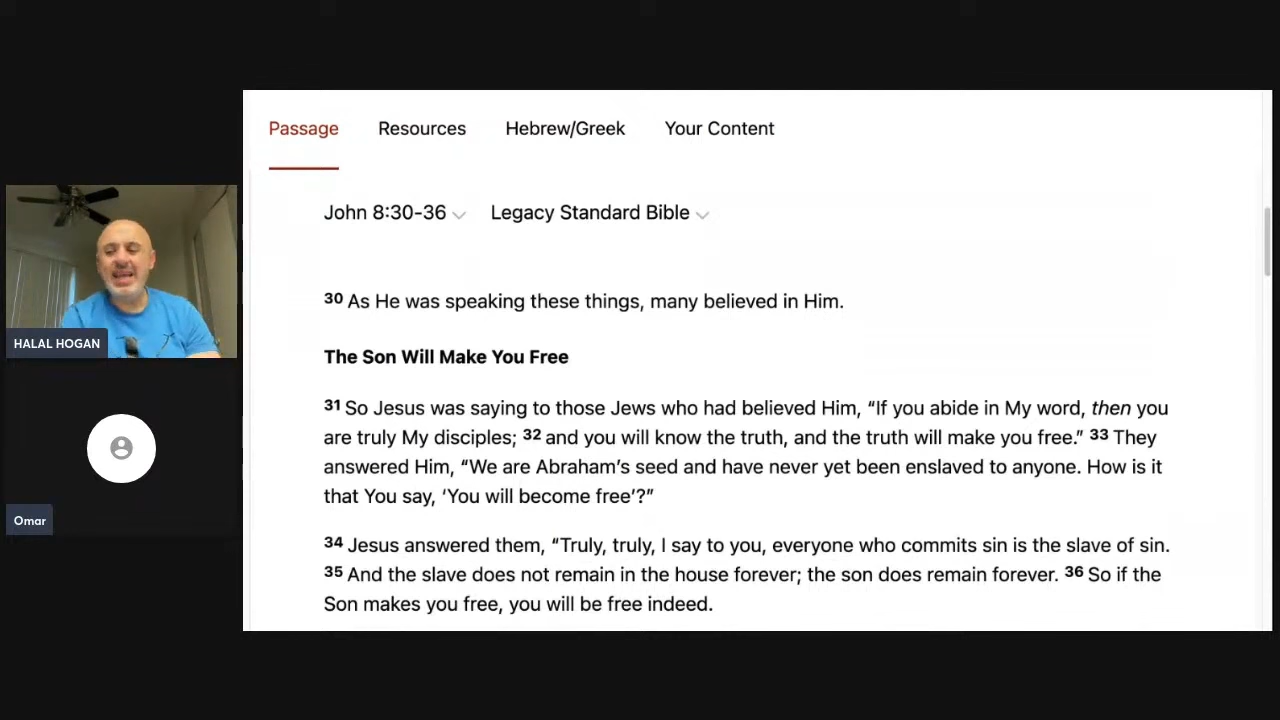 Passage Resources Hebrew/Greek Your Content
John 8:30-36 Legacy Standard Bible
30 As He was speaking these things, many believed in Him.
The Son Will Make You Free
31 So Jesus was saying to those Jews who had believed Him, “If you abide in My word, then you
are truly My disciples; 32 and you will know the truth, and the truth will make you free.” 33 They
answered Him, “We are Abraham’s seed and have never yet been enslaved to anyone. How is it
that You say, ‘You will become free’?”
34 Jesus answered them, “Truly, truly, I say to you, everyone who commits sin is the slave of sin.
35 And the slave does not remain in the house forever; the son does remain forever. 36 So if the
Son makes you free, you will be free indeed.
HALAL HOGAN
Omar